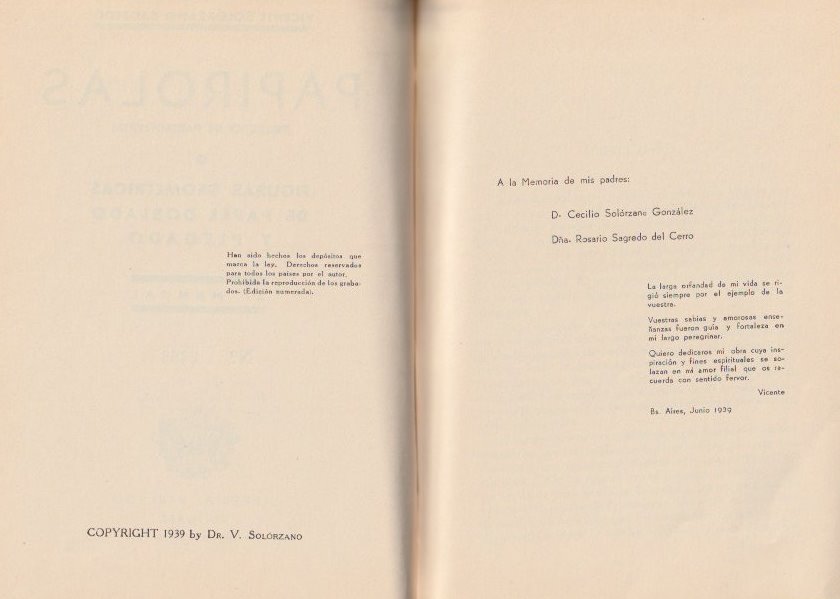 Han sido hechos los depósitos que
marca la ley. Derechos reservados
para todos los países por el autor.
Prohibida la reproducción de los graba-
dos. (Edición numerada).
COPYRIGHT 1939 by DR. V. SOLÓRZANO
A la Memoria de mis padres:
D. Cecilio Solórzano González
Dña. Rosario Sagredo del Cerro
La larga orfandad de mi vida se ri-
gió siempre por el ejemplo de la
vuestra.
Vuestras sabias y amorosas ense-
ñanzas fueron guía y fortaleza en
mi largo peregrinar.
Quiero dedicaros mi obra cuya ins-
piración y fines espirituales se so-
lazan en mi amor filial que os re-
cuerda con sentido fervor.
Vicente
Bs. Aires, Junio 1939